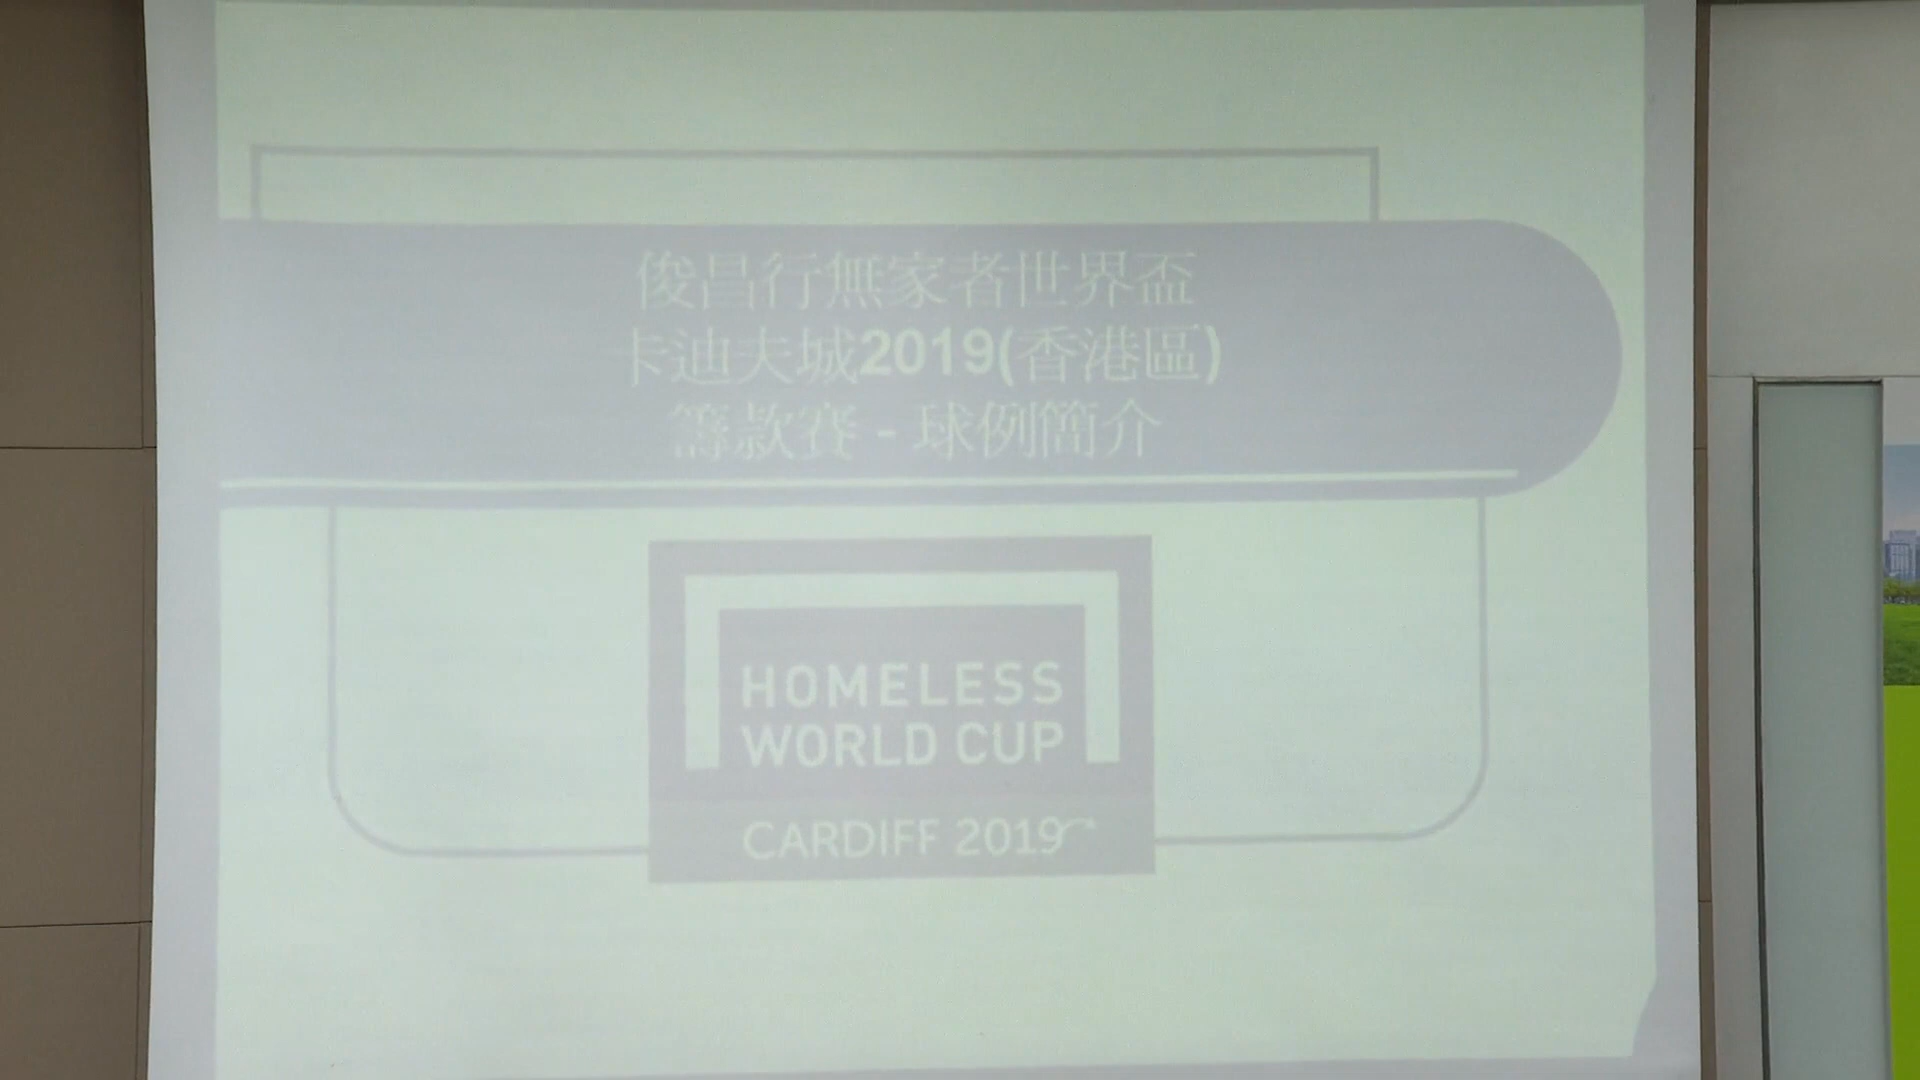 俊昌行無家者世界盃
卡迪夫城2019(香港區)
籌款賽 - 球例簡介
HOMELESS
WORLD CUP
CARDIFF 2019